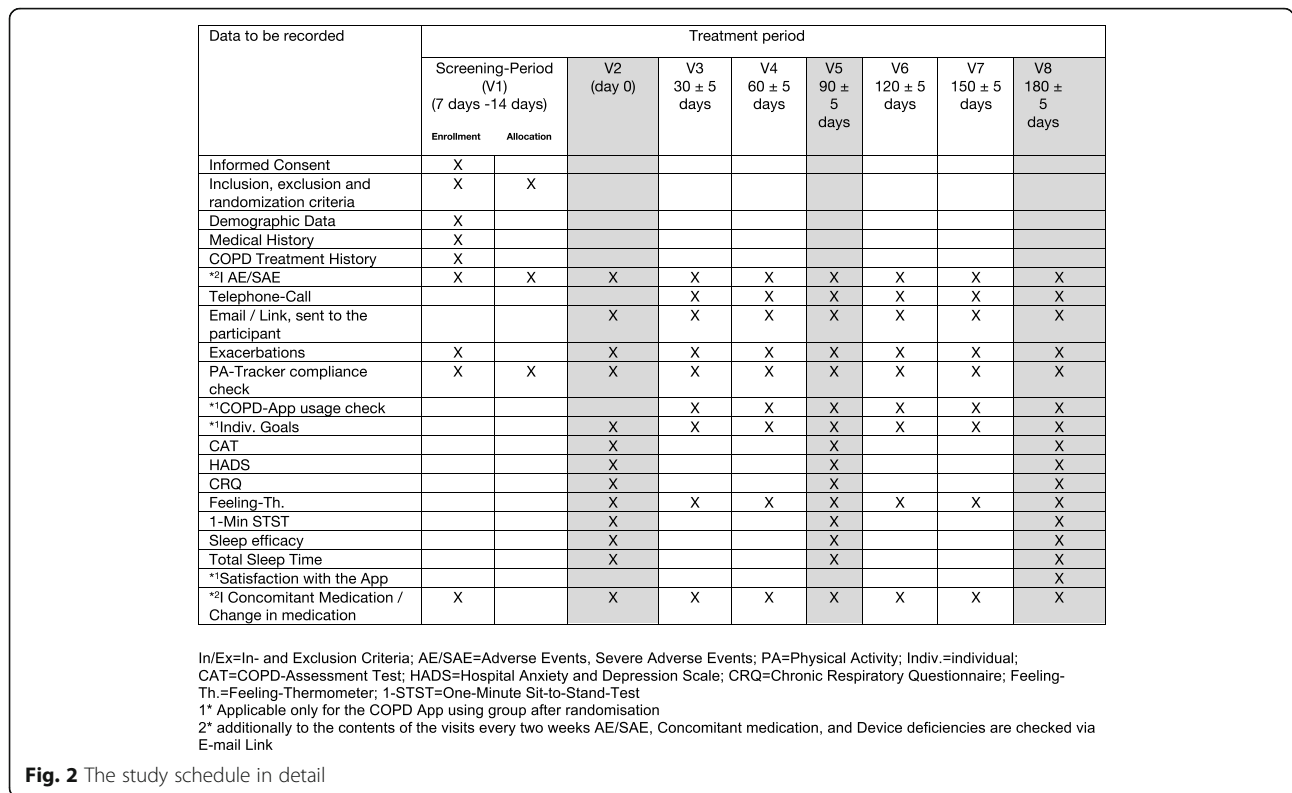 Data to be recorded Treatment period
Screening-Period (V1) (7 days -14 days) V2 (day 0) V3 30 ± 5 days V4 60 ± 5 days V5 90 ± 5 days V6 120 ± 5 days V7 150 ± 5 days V8 180 ± 5 days
Enrollment Allocation
Informed Consent X
Inclusion, exclusion and
randomization criteria X X
Demographic Data X
Medical History X
COPD Treatment History X
*2I AE/SAE X X X X X X X X X
Telephone-Call X X X X X X
Email / Link, sent to the
participant X X X X X X X
Exacerbations X X X X X X X X
PA-Tracker compliance
check X X X X X X X X X
*1COPD-App usage check X X X X X X
*1Indiv. Goals X X X X X X X
CAT X X X
HADS X X X
CRQ X X X
Feeling-Th. X X X X X X X
1-Min STST X X X
Sleep efficacy X X X
Total Sleep Time X X X
*1Satisfaction with the App X
*2I Concomitant Medication /
Change in medication X X X X X X X X
In/Ex=In- and Exclusion Criteria; AE/SAE=Adverse Events, Severe Adverse Events; PA=Physical Activity; Indiv.=individual;
CAT=COPD-Assessment Test; HADS=Hospital Anxiety and Depression Scale; CRQ=Chronic Respiratory Questionnaire; Feeling-
Th.=Feeling-Thermometer; 1-STST=One-Minute Sit-to-Stand-Test
1* Applicable only for the COPD App using group after randomisation
2* additionally to the contents of the visits every two weeks AE/SAE, Concomitant medication, and Device deficiencies are checked via
E-mail Link
Fig. 2 The study schedule in detail